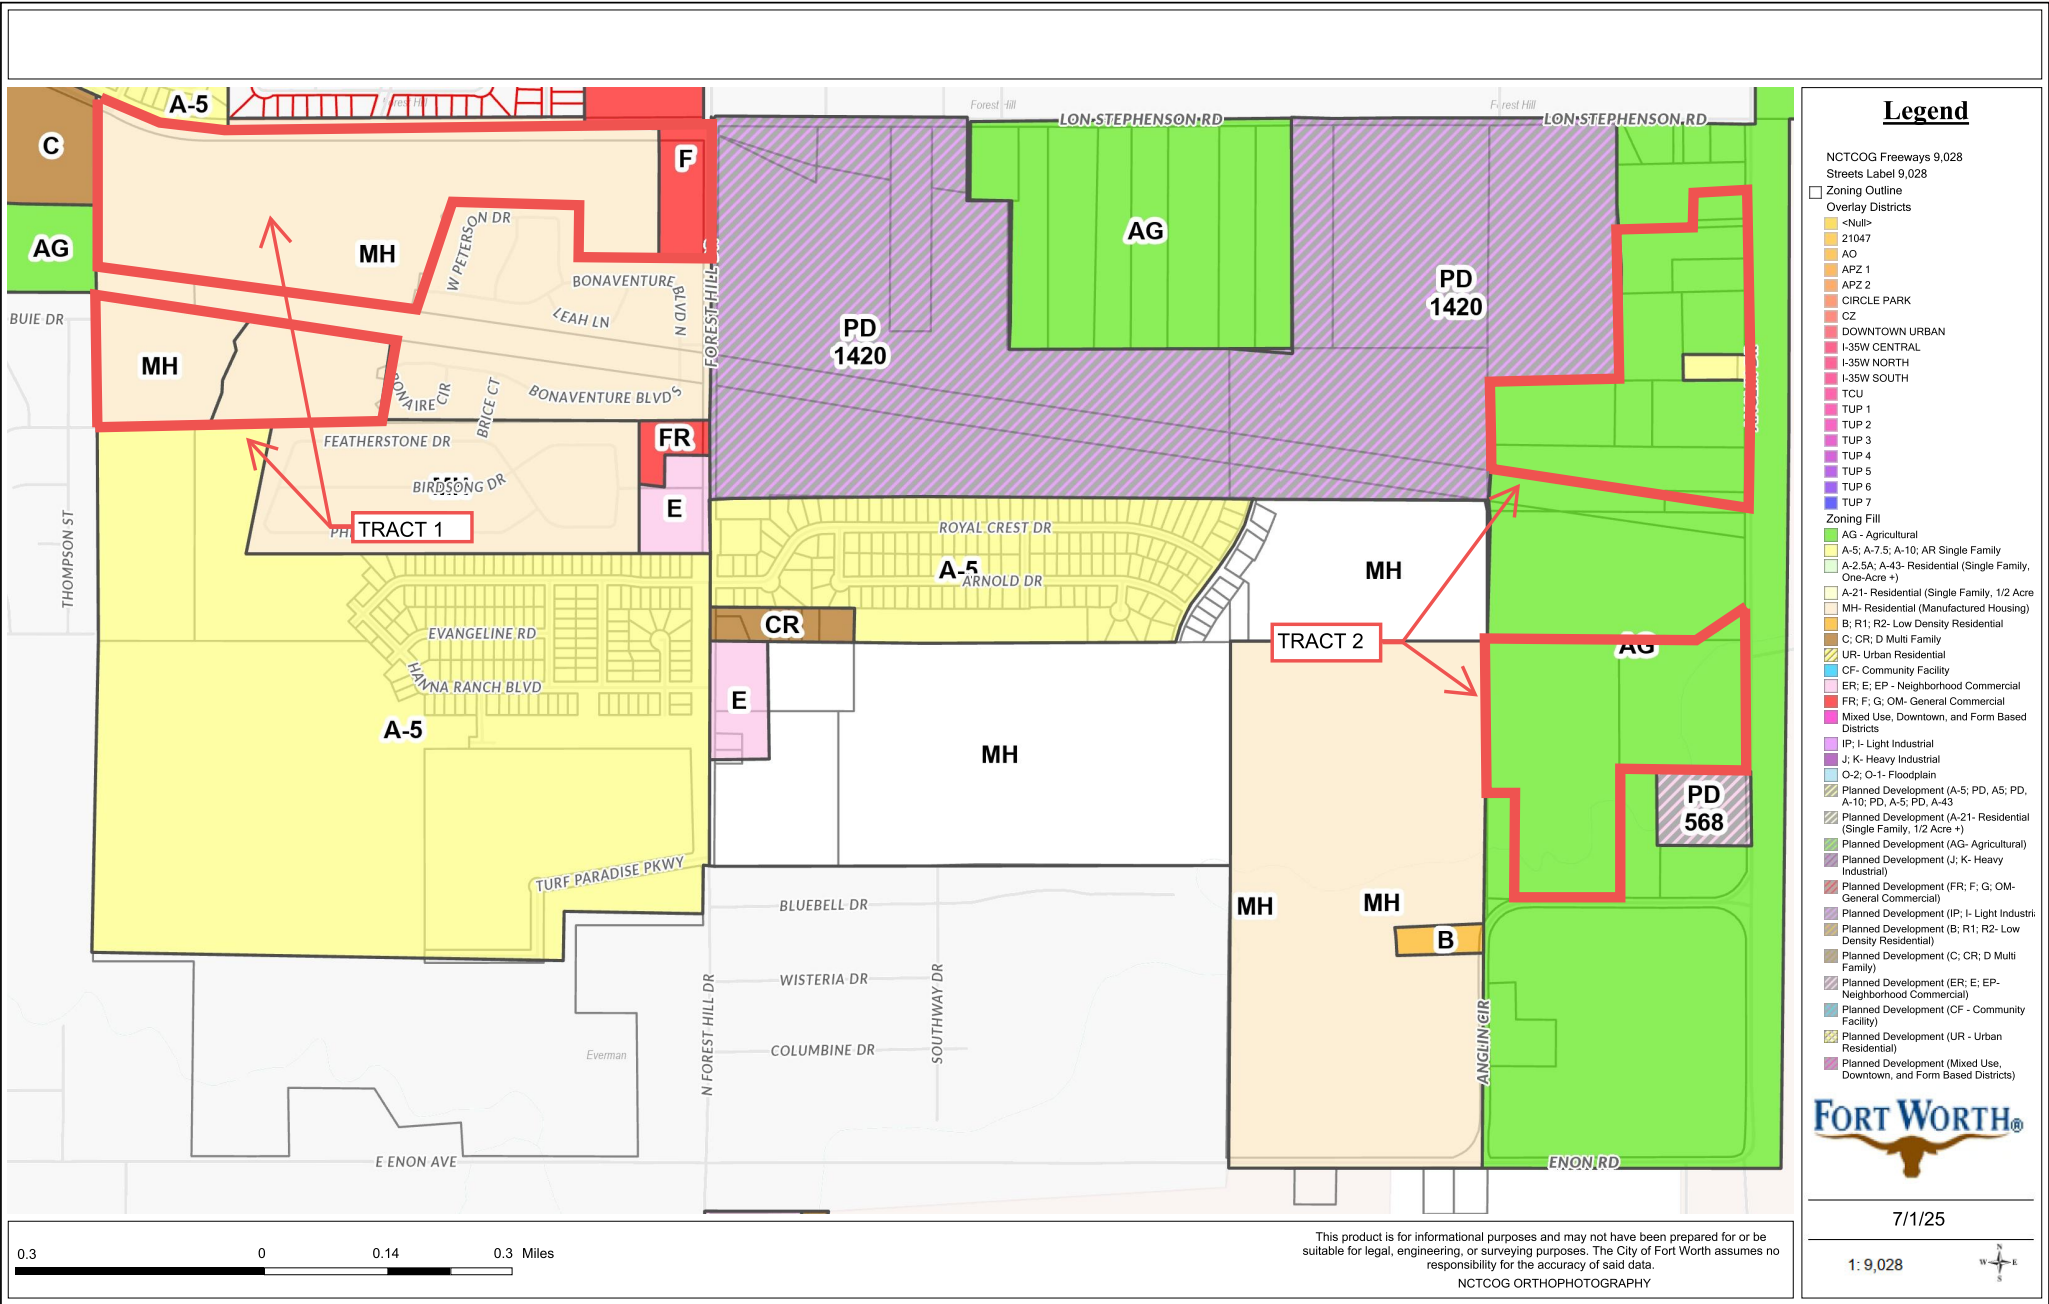 A-5
Forest Hill
Forest Hill
Forest Hill
LON STEPHENSON RD
LON STEPHENSON RD
C
F
AG
MH
W PETERSON DR
AG
BONAVENTURE
BLVD N
LEAH LN
FOREST HILL
PD
1420
PD
1420
BUIE DR
MH
BONAIRE CIR
BRICE CT
BONAVENTURE BLVD S
FEATHERSTONE DR
FR
BIRDSONG DR
MH
E
TRACT 1
THOMPSON ST
ROYAL CREST DR
A-5
ARNOLD DR
MH
CR
TRACT 2
AG
EVANGELINE RD
HANNA RANCH BLVD
E
A-5
MH
PD
568
TURF PARADISE PKWY
BLUEBELL DR
MH
MH
B
WISTERIA DR
N FOREST HILL DR
SOUTHWAY DR
ANGLIN CIR
COLUMBINE DR
Everman
E ENON AVE
ENON RD
Legend
NCTCOG Freeways 9,028
Streets Label 9,028
Zoning Outline
Overlay Districts
<Null>
21047
AO
APZ 1
APZ 2
CIRCLE PARK
CZ
DOWNTOWN URBAN
I-35W CENTRAL
I-35W NORTH
I-35W SOUTH
TCU
TUP 1
TUP 2
TUP 3
TUP 4
TUP 5
TUP 6
TUP 7
Zoning Fill
AG - Agricultural
A-5; A-7.5; A-10; AR Single Family
A-2.5A; A-43- Residential (Single Family,
One-Acre +)
A-21- Residential (Single Family, 1/2 Acre
MH- Residential (Manufactured Housing)
B; R1; R2- Low Density Residential
C; CR; D Multi Family
UR- Urban Residential
CF- Community Facility
ER; E; EP - Neighborhood Commercial
FR; F; G; OM- General Commercial
Mixed Use, Downtown, and Form Based
Districts
IP; I- Light Industrial
J; K- Heavy Industrial
O-2; O-1- Floodplain
Planned Development (A-5; PD, A5; PD,
A-10; PD, A-5; PD, A-43
Planned Development (A-21- Residential
(Single Family, 1/2 Acre +)
Planned Development (AG- Agricultural)
Planned Development (J; K- Heavy
Industrial)
Planned Development (FR; F; G; OM-
General Commercial)
Planned Development (IP; I- Light Industri
Planned Development (B; R1; R2- Low
Density Residential)
Planned Development (C; CR; D Multi
Family)
Planned Development (ER; E; EP-
Neighborhood Commercial)
Planned Development (CF - Community
Facility)
Planned Development (UR - Urban
Residential)
Planned Development (Mixed Use,
Downtown, and Form Based Districts)
FORT WORTH®
7/1/25
1: 9,028
N
W E
S
0.3 0 0.14 0.3 Miles
This product is for informational purposes and may not have been prepared for or be
suitable for legal, engineering, or surveying purposes. The City of Fort Worth assumes no
responsibility for the accuracy of said data.
NCTCOG ORTHOPHOTOGRAPHY